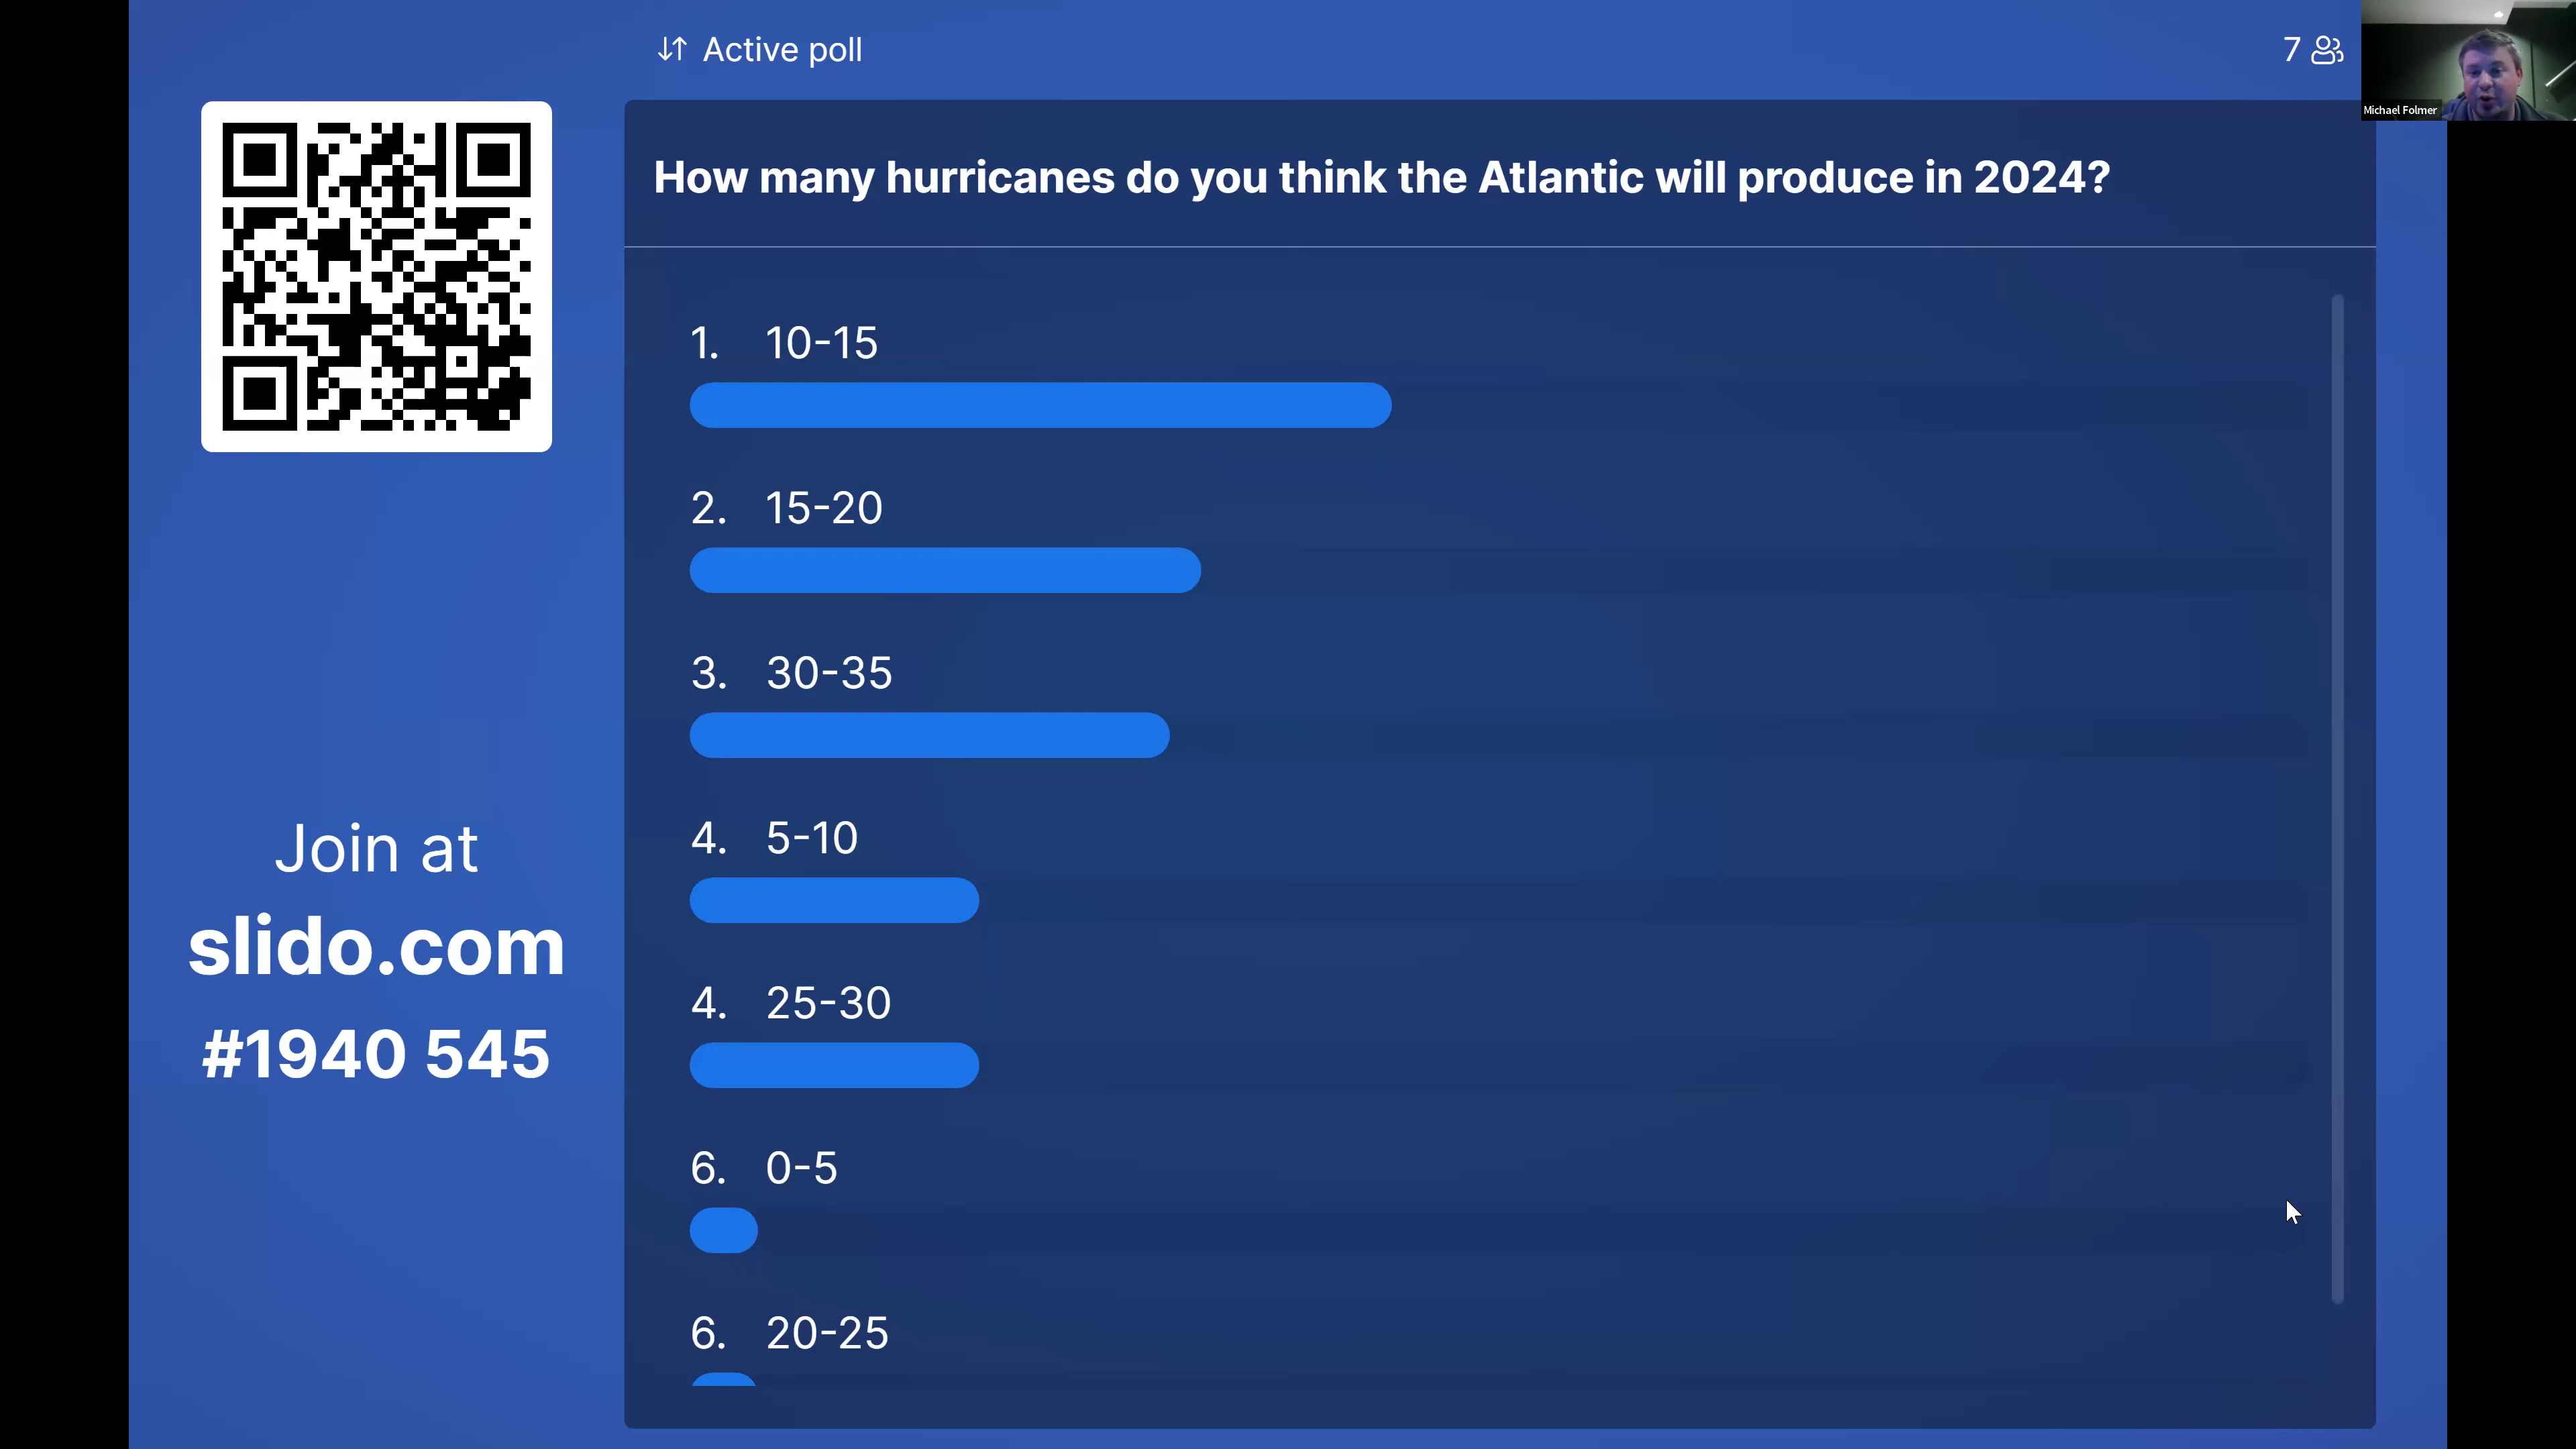 Active poll
7
Michael Folmer
How many hurricanes do you think the Atlantic will produce in 2024?
1. 10-15
2. 15-20
3. 30-35
4. 5-10
4. 25-30
6. 0-5
6. 20-25
Join at
slido.com
#1940 545